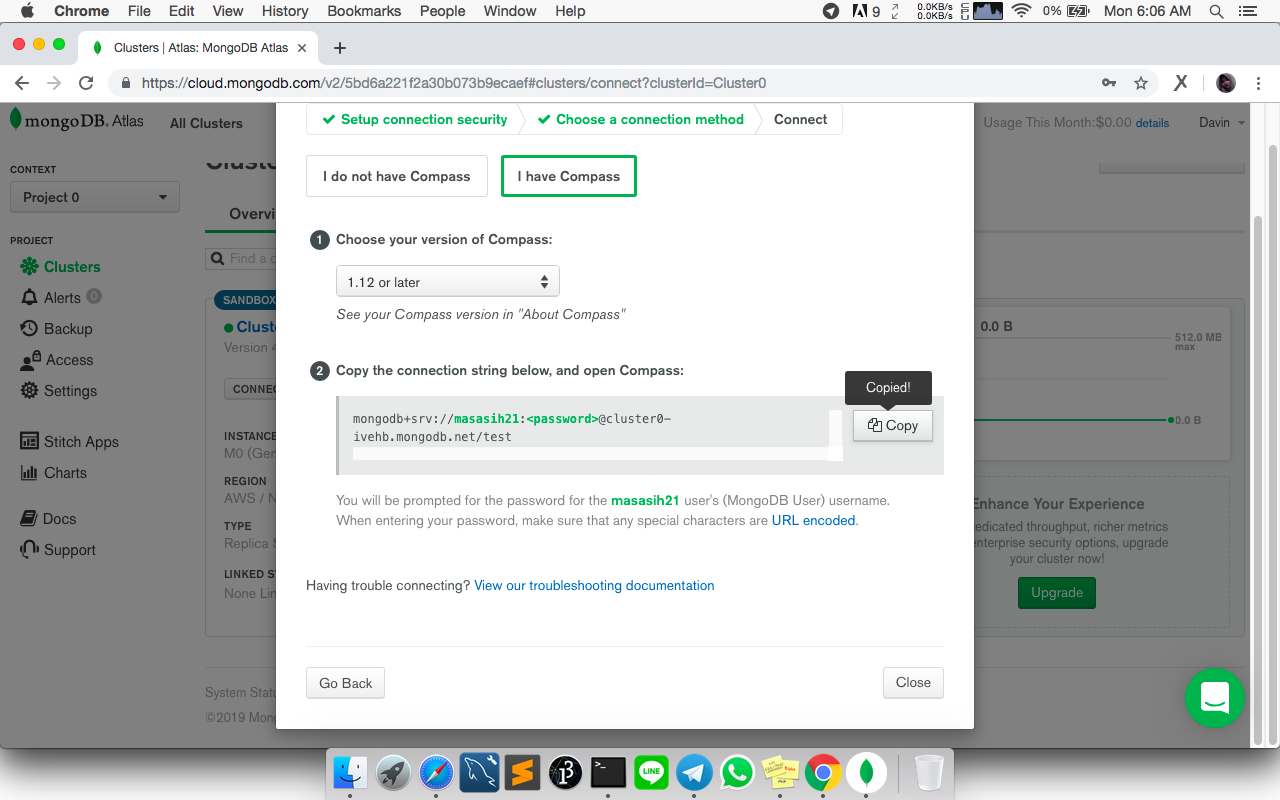 Chrome File Edit View History Bookmarks People Window Help 9 0.0KB/s 0.0KB/s CPU 0% Mon 6:06 AM
Clusters | Atlas: MongoDB Atlas
https://cloud.mongodb.com/v2/5bd6a221f2a30b073b9ecaef#clusters/connect?clusterId=Cluster0
mongoDB. Atlas All Clusters
Usage This Month:$0.00 details Davin
CONTEXT
Project 0
PROJECT
Clusters
Alerts 0
Backup
Access
Settings
Stitch Apps
Charts
Docs
Support
Overvi
Find a c
SANDBOX
Clust
Version 4
CONNEC
INSTANCE
M0 (Gen
REGION
AWS / N
TYPE
Replica S
LINKED ST
None Lin
System Statu
©2019 Mong
Setup connection security Choose a connection method Connect
I do not have Compass I have Compass
1 Choose your version of Compass:
1.12 or later
See your Compass version in "About Compass"
2 Copy the connection string below, and open Compass:
Copied!
mongodb+srv://masasih21:<password>@cluster0-
ivehb.mongodb.net/test
Copy
You will be prompted for the password for the masasih21 user's (MongoDB User) username.
When entering your password, make sure that any special characters are URL encoded.
Having trouble connecting? View our troubleshooting documentation
Go Back Close
0.0 B
512.0 MB
max
0.0 B
Enhance Your Experience
edicated throughput, richer metrics
enterprise security options, upgrade
your cluster now!
Upgrade
LINE